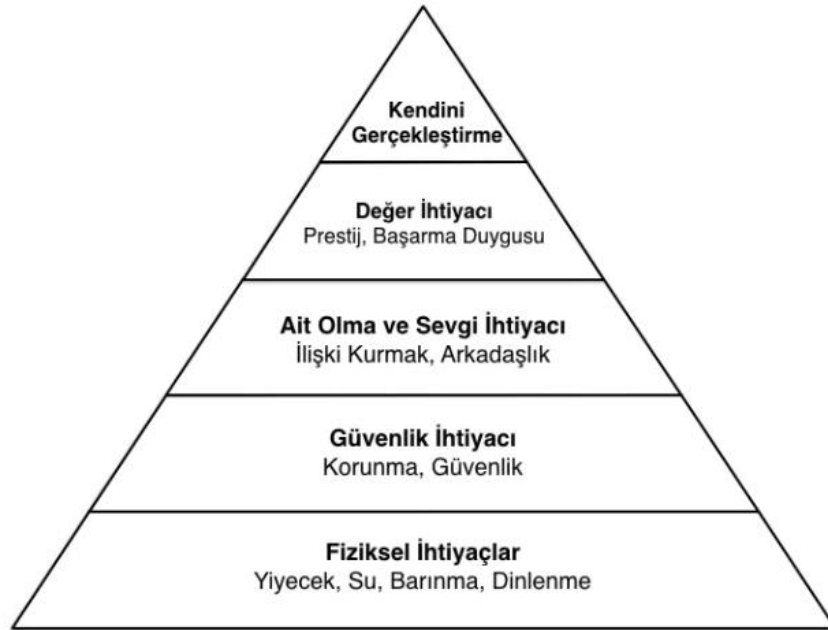 Kendini
Gerçekleştirme
Değer İhtiyacı
Prestij, Başarma Duygusu
Ait Olma ve Sevgi İhtiyacı
İlişki Kurmak, Arkadaşlık
Güvenlik İhtiyacı
Korunma, Güvenlik
Fiziksel İhtiyaçlar
Yiyecek, Su, Barınma, Dinlenme